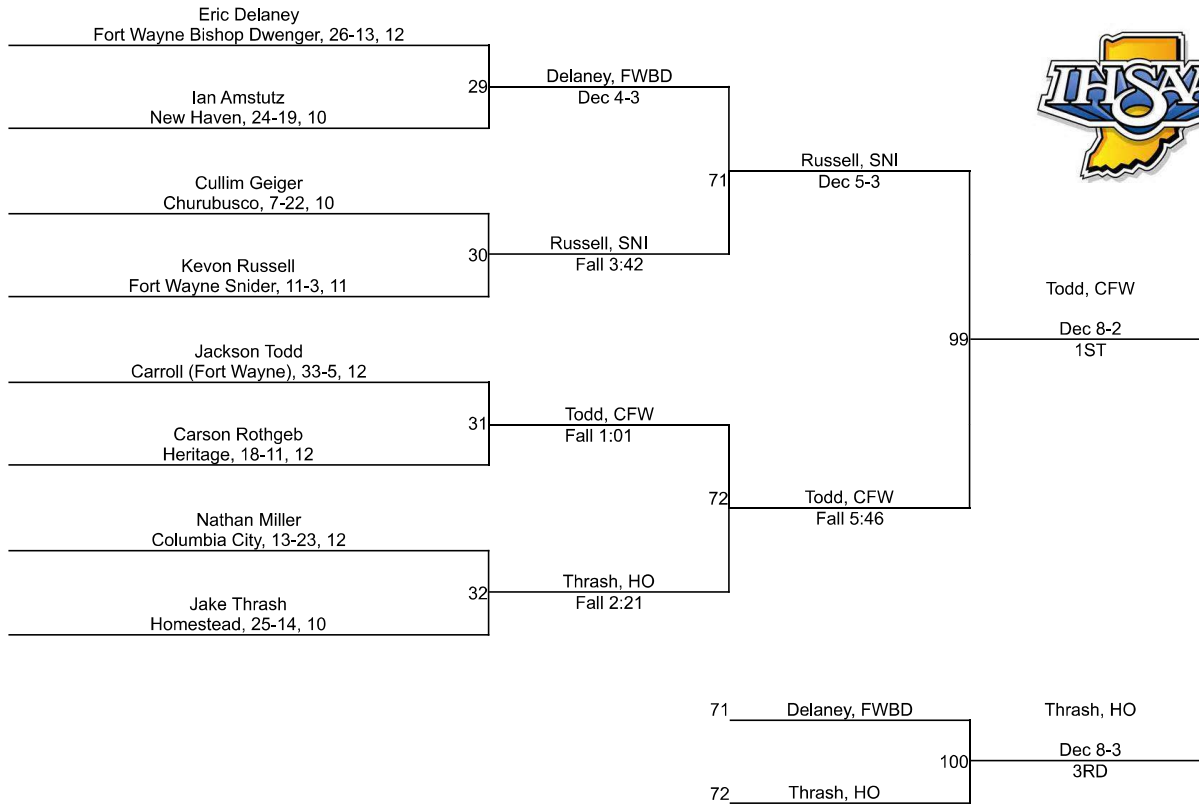 Eric Delaney
Fort Wayne Bishop Dwenger, 26-13, 12
29
Delaney, FWBD
Dec 4-3
Ian Amstutz
New Haven, 24-19, 10
IHSAA
71
Russell, SNI
Dec 5-3
Cullim Geiger
Churubusco, 7-22, 10
30
Russell, SNI
Fall 3:42
Kevon Russell
Fort Wayne Snider, 11-3, 11
99
Todd, CFW
Dec 8-2
1ST
Jackson Todd
Carroll (Fort Wayne), 33-5, 12
31
Todd, CFW
Fall 1:01
Carson Rothgeb
Heritage, 18-11, 12
72
Todd, CFW
Fall 5:46
Nathan Miller
Columbia City, 13-23, 12
32
Thrash, HO
Fall 2:21
Jake Thrash
Homestead, 25-14, 10
71
Delaney, FWBD
Thrash, HO
100
Dec 8-3
3RD
72
Thrash, HO